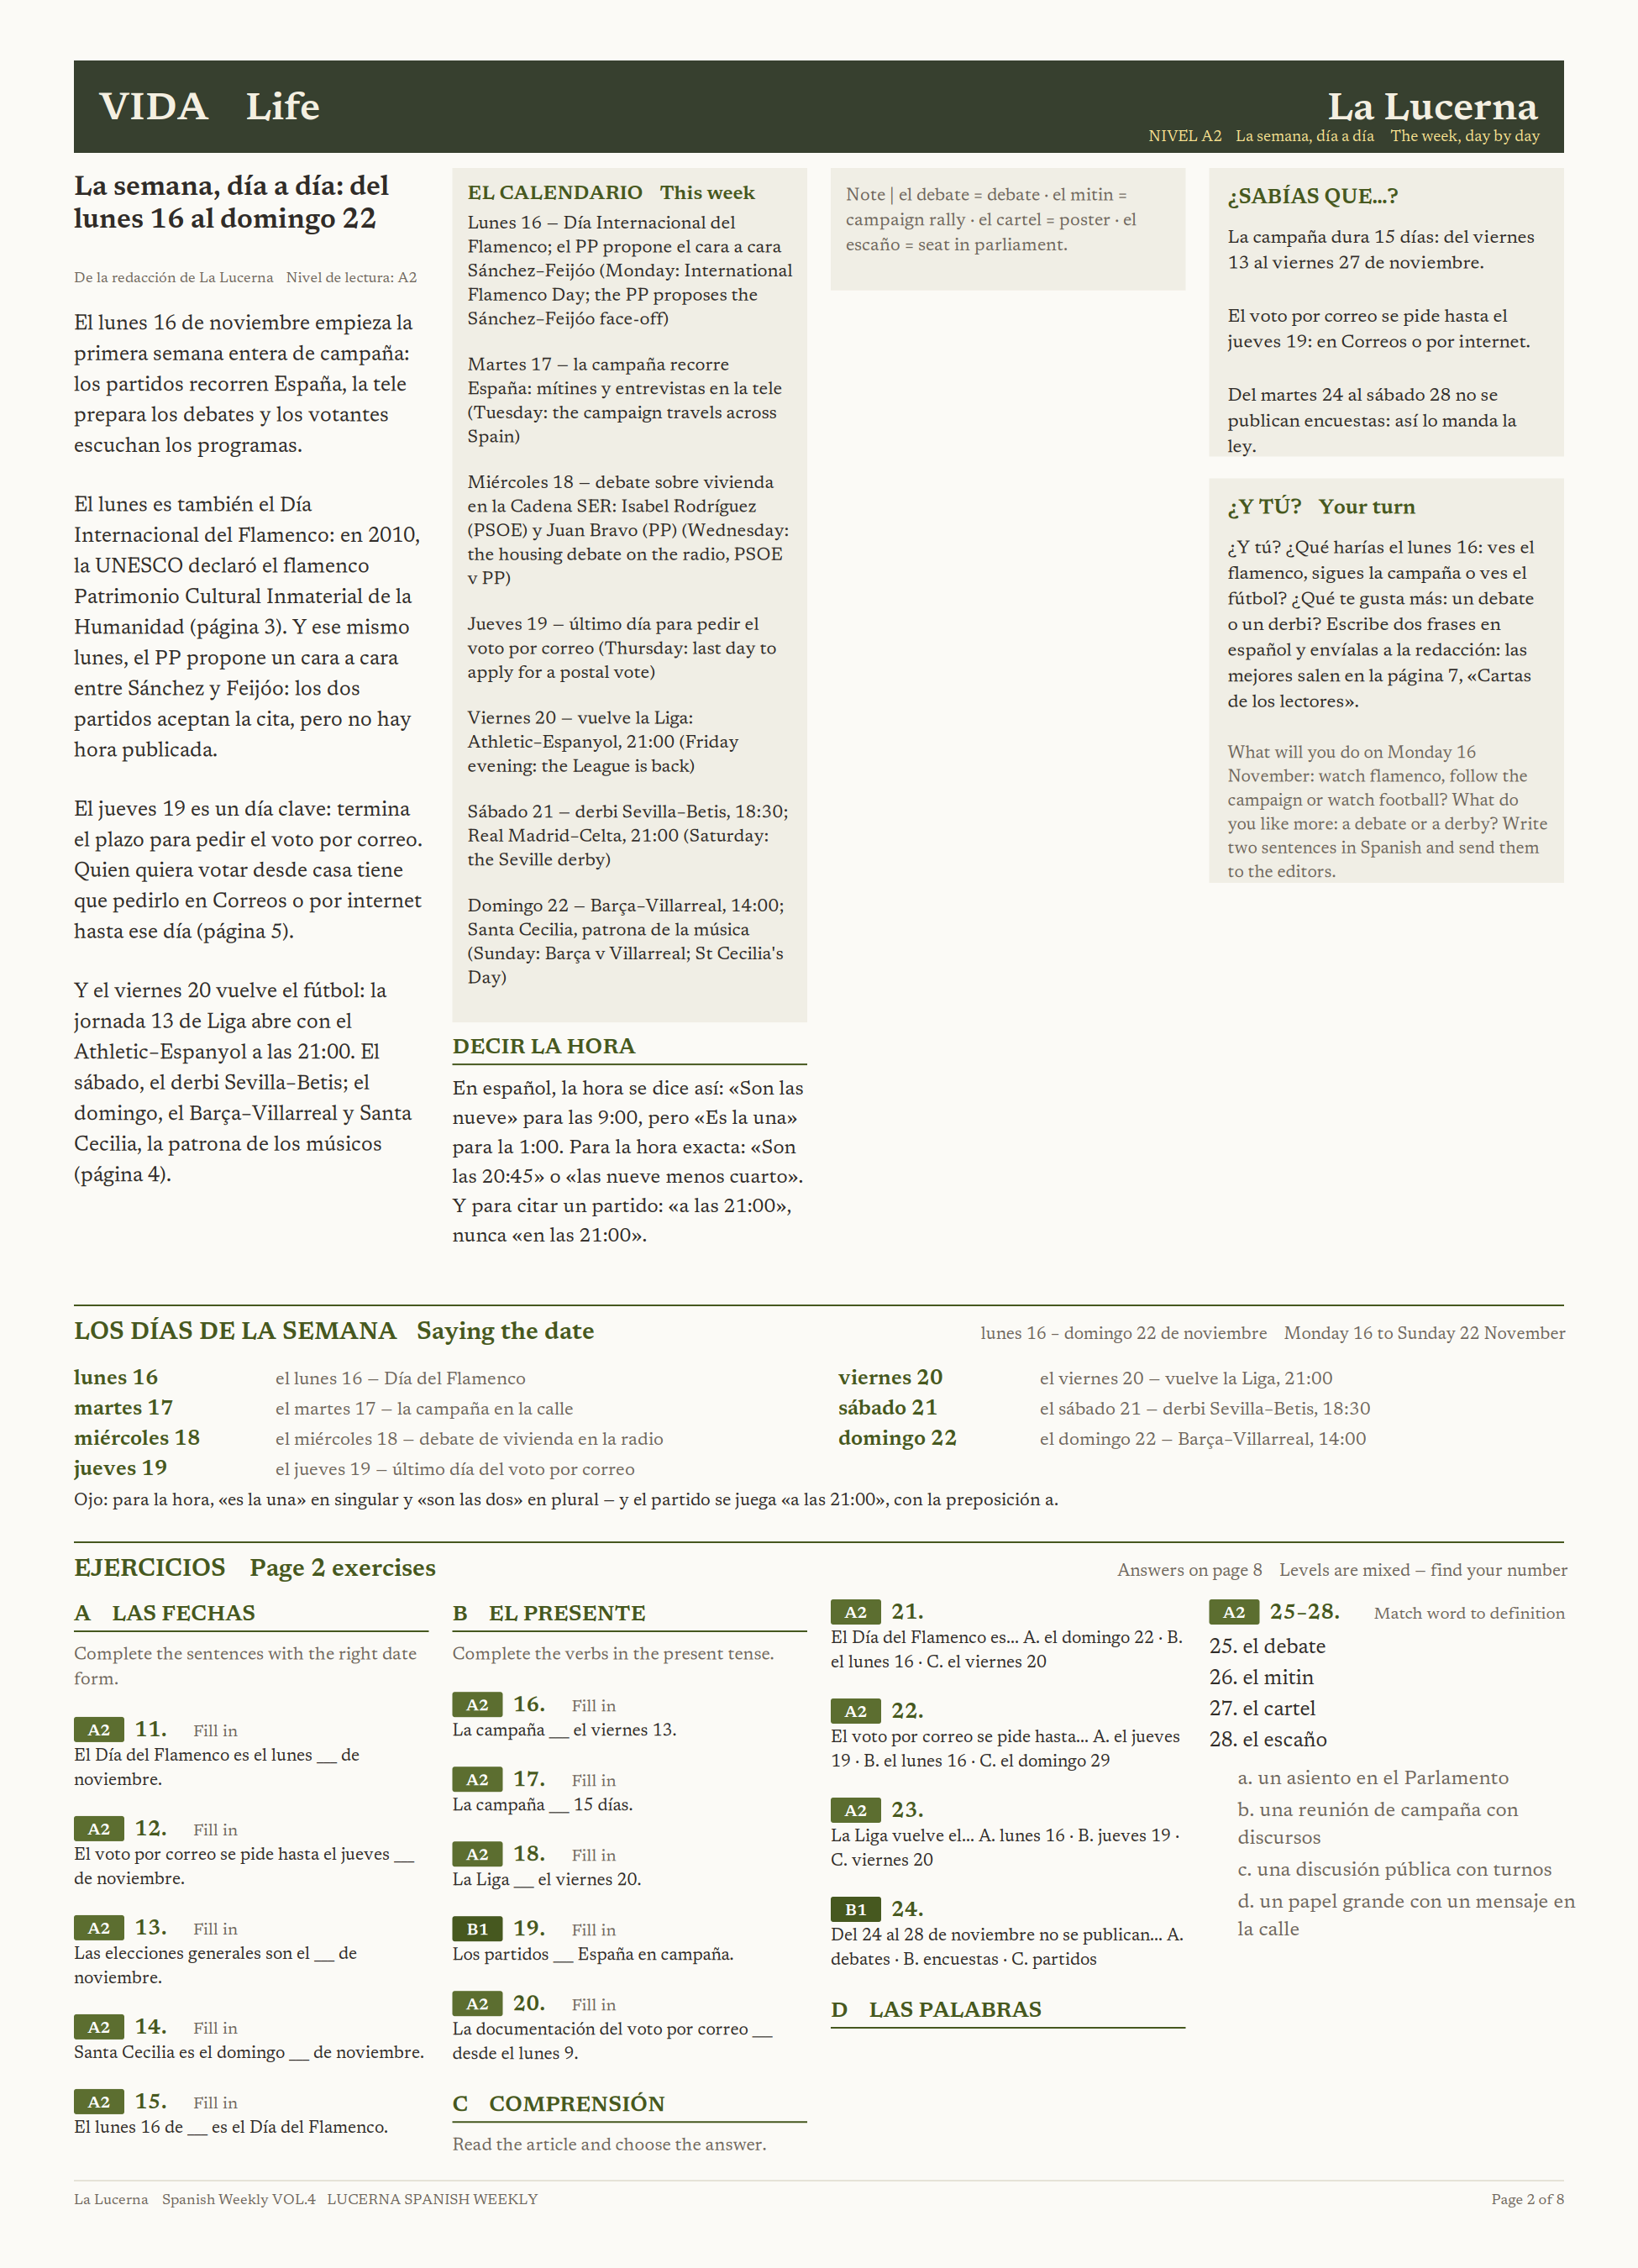 VIDA Life
La Lucerna
NIVEL A2 La semana, día a día The week, day by day
La semana, día a día: del
lunes 16 al domingo 22
De la redacción de La Lucerna Nivel de lectura: A2
El lunes 16 de noviembre empieza la
primera semana entera de campaña:
los partidos recorren España, la tele
prepara los debates y los votantes
escuchan los programas.
El lunes es también el Día
Internacional del Flamenco: en 2010,
la UNESCO declaró el flamenco
Patrimonio Cultural Inmaterial de la
Humanidad (página 3). Y ese mismo
lunes, el PP propone un cara a cara
entre Sánchez y Feijóo: los dos
partidos aceptan la cita, pero no hay
hora publicada.
El jueves 19 es un día clave: termina
el plazo para pedir el voto por correo.
Quien quiera votar desde casa tiene
que pedirlo en Correos o por internet
hasta ese día (página 5).
Y el viernes 20 vuelve el fútbol: la
jornada 13 de Liga abre con el
Athletic–Espanyol a las 21:00. El
sábado, el derbi Sevilla–Betis; el
domingo, el Barça–Villarreal y Santa
Cecilia, la patrona de los músicos
(página 4).
EL CALENDARIO This week
Lunes 16 — Día Internacional del
Flamenco; el PP propone el cara a cara
Sánchez–Feijóo (Monday: International
Flamenco Day; the PP proposes the
Sánchez–Feijóo face-off)
Martes 17 — la campaña recorre
España: mítines y entrevistas en la tele
(Tuesday: the campaign travels across
Spain)
Miércoles 18 — debate sobre vivienda
en la Cadena SER: Isabel Rodríguez
(PSOE) y Juan Bravo (PP) (Wednesday:
the housing debate on the radio, PSOE
v PP)
Jueves 19 — último día para pedir el
voto por correo (Thursday: last day to
apply for a postal vote)
Viernes 20 — vuelve la Liga:
Athletic–Espanyol, 21:00 (Friday
evening: the League is back)
Sábado 21 — derbi Sevilla–Betis, 18:30;
Real Madrid–Celta, 21:00 (Saturday:
the Seville derby)
Domingo 22 — Barça–Villarreal, 14:00;
Santa Cecilia, patrona de la música
(Sunday: Barça v Villarreal; St Cecilia's
Day)
DECIR LA HORA
En español, la hora se dice así: «Son las
nueve» para las 9:00, pero «Es la una»
para la 1:00. Para la hora exacta: «Son
las 20:45» o «las nueve menos cuarto».
Y para citar un partido: «a las 21:00»,
nunca «en las 21:00».
Note | el debate = debate · el mitin =
campaign rally · el cartel = poster · el
escaño = seat in parliament.
¿SABÍAS QUE…?
La campaña dura 15 días: del viernes
13 al viernes 27 de noviembre.
El voto por correo se pide hasta el
jueves 19: en Correos o por internet.
Del martes 24 al sábado 28 no se
publican encuestas: así lo manda la
ley.
¿Y TÚ? Your turn
¿Y tú? ¿Qué harías el lunes 16: ves el
flamenco, sigues la campaña o ves el
fútbol? ¿Qué te gusta más: un debate
o un derbi? Escribe dos frases en
español y envíalas a la redacción: las
mejores salen en la página 7, «Cartas
de los lectores».
What will you do on Monday 16
November: watch flamenco, follow the
campaign or watch football? What do
you like more: a debate or a derby? Write
two sentences in Spanish and send them
to the editors.
LOS DÍAS DE LA SEMANA Saying the date
lunes 16 – domingo 22 de noviembre Monday 16 to Sunday 22 November
lunes 16 el lunes 16 — Día del Flamenco
martes 17 el martes 17 — la campaña en la calle
miércoles 18 el miércoles 18 — debate de vivienda en la radio
jueves 19 el jueves 19 — último día del voto por correo
viernes 20 el viernes 20 — vuelve la Liga, 21:00
sábado 21 el sábado 21 — derbi Sevilla–Betis, 18:30
domingo 22 el domingo 22 — Barça–Villarreal, 14:00
Ojo: para la hora, «es la una» en singular y «son las dos» en plural — y el partido se juega «a las 21:00», con la preposición a.
EJERCICIOS Page 2 exercises
Answers on page 8 Levels are mixed — find your number
A LAS FECHAS
Complete the sentences with the right date
form.
A2 11. Fill in
El Día del Flamenco es el lunes __ de
noviembre.
A2 12. Fill in
El voto por correo se pide hasta el jueves __
de noviembre.
A2 13. Fill in
Las elecciones generales son el __ de
noviembre.
A2 14. Fill in
Santa Cecilia es el domingo __ de noviembre.
A2 15. Fill in
El lunes 16 de __ es el Día del Flamenco.
B EL PRESENTE
Complete the verbs in the present tense.
A2 16. Fill in
La campaña __ el viernes 13.
A2 17. Fill in
La campaña __ 15 días.
A2 18. Fill in
La Liga __ el viernes 20.
B1 19. Fill in
Los partidos __ España en campaña.
A2 20. Fill in
La documentación del voto por correo __
desde el lunes 9.
C COMPRENSIÓN
Read the article and choose the answer.
A2 21.
El Día del Flamenco es… A. el domingo 22 · B.
el lunes 16 · C. el viernes 20
A2 22.
El voto por correo se pide hasta… A. el jueves
19 · B. el lunes 16 · C. el domingo 29
A2 23.
La Liga vuelve el… A. lunes 16 · B. jueves 19 ·
C. viernes 20
B1 24.
Del 24 al 28 de noviembre no se publican… A.
debates · B. encuestas · C. partidos
D LAS PALABRAS
A2 25–28. Match word to definition
25. el debate
26. el mitin
27. el cartel
28. el escaño
a. un asiento en el Parlamento
b. una reunión de campaña con
discursos
c. una discusión pública con turnos
d. un papel grande con un mensaje en
la calle
La Lucerna Spanish Weekly VOL.4 LUCERNA SPANISH WEEKLY
Page 2 of 8